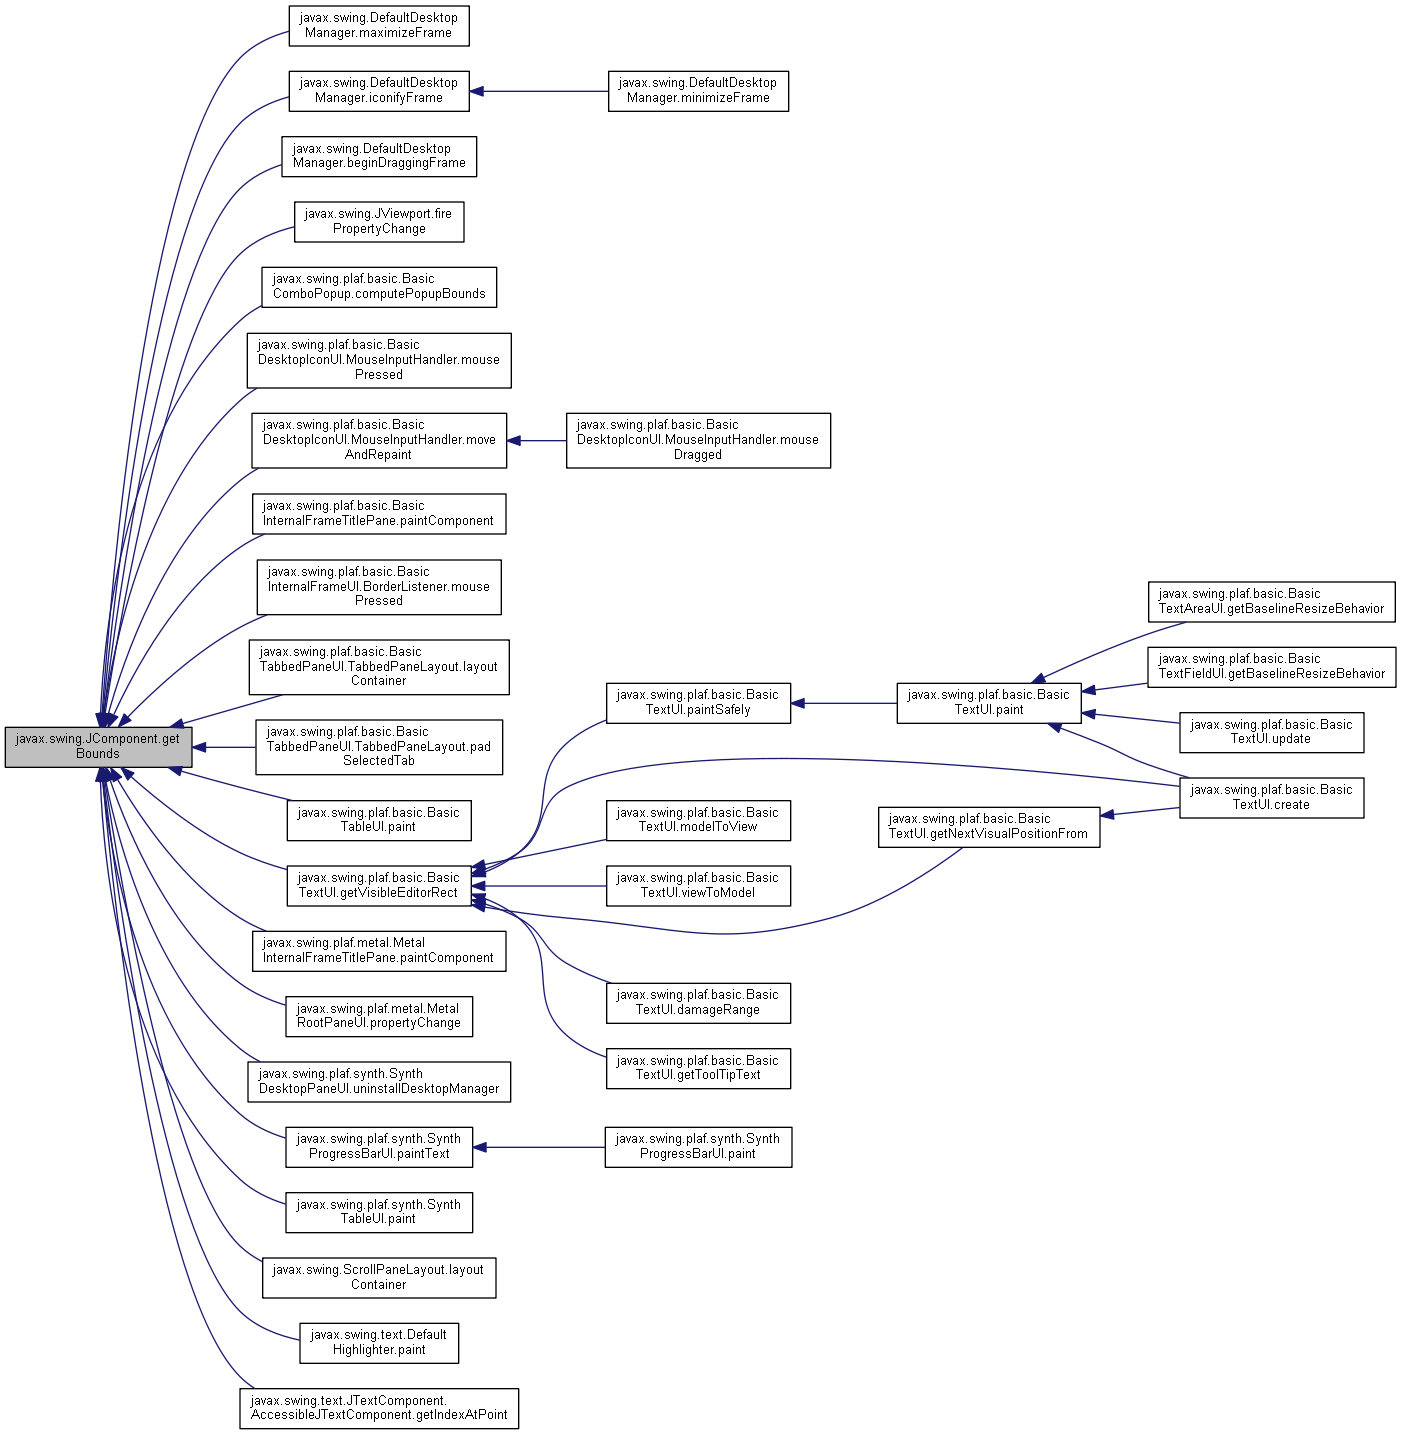 javax.swing.DefaultDesktop
Manager.maximizeFrame
javax.swing.DefaultDesktop
Manager.iconifyFrame
javax.swing.DefaultDesktop
Manager.minimizeFrame
javax.swing.DefaultDesktop
Manager.beginDraggingFrame
javax.swing.JViewport.fire
PropertyChange
javax.swing.plaf.basic.Basic
ComboPopup.computePopupBounds
javax.swing.plaf.basic.Basic
DesktopIconUI.MouseInputHandler.mouse
Pressed
javax.swing.plaf.basic.Basic
DesktopIconUI.MouseInputHandler.move
AndRepaint
javax.swing.plaf.basic.Basic
DesktopIconUI.MouseInputHandler.mouse
Dragged
javax.swing.plaf.basic.Basic
InternalFrameTitlePane.paintComponent
javax.swing.plaf.basic.Basic
InternalFrameUI.BorderListener.mouse
Pressed
javax.swing.plaf.basic.Basic
TextAreaUI.getBaselineResizeBehavior
javax.swing.plaf.basic.Basic
TabbedPaneUI.TabbedPaneLayout.layout
Container
javax.swing.plaf.basic.Basic
TextFieldUI.getBaselineResizeBehavior
javax.swing.plaf.basic.Basic
TextUI.paintSafely
javax.swing.plaf.basic.Basic
TextUI.paint
javax.swing.plaf.basic.Basic
TextUI.update
javax.swing.JComponent.get
Bounds
javax.swing.plaf.basic.Basic
TabbedPaneUI.TabbedPaneLayout.pad
SelectedTab
javax.swing.plaf.basic.Basic
TextUI.create
javax.swing.plaf.basic.Basic
TableUI.paint
javax.swing.plaf.basic.Basic
TextUI.modelToView
javax.swing.plaf.basic.Basic
TextUI.getNextVisualPositionFrom
javax.swing.plaf.basic.Basic
TextUI.getVisibleEditorRect
javax.swing.plaf.basic.Basic
TextUI.viewToModel
javax.swing.plaf.metal.Metal
InternalFrameTitlePane.paintComponent
javax.swing.plaf.basic.Basic
TextUI.damageRange
javax.swing.plaf.metal.Metal
RootPaneUI.propertyChange
javax.swing.plaf.basic.Basic
TextUI.getToolTipText
javax.swing.plaf.synth.Synth
DesktopPaneUI.uninstallDesktopManager
javax.swing.plaf.synth.Synth
ProgressBarUI.paintText
javax.swing.plaf.synth.Synth
ProgressBarUI.paint
javax.swing.plaf.synth.Synth
TableUI.paint
javax.swing.ScrollPaneLayout.layout
Container
javax.swing.text.Default
Highlighter.paint
javax.swing.text.JTextComponent.
AccessibleJTextComponent.getIndexAtPoint